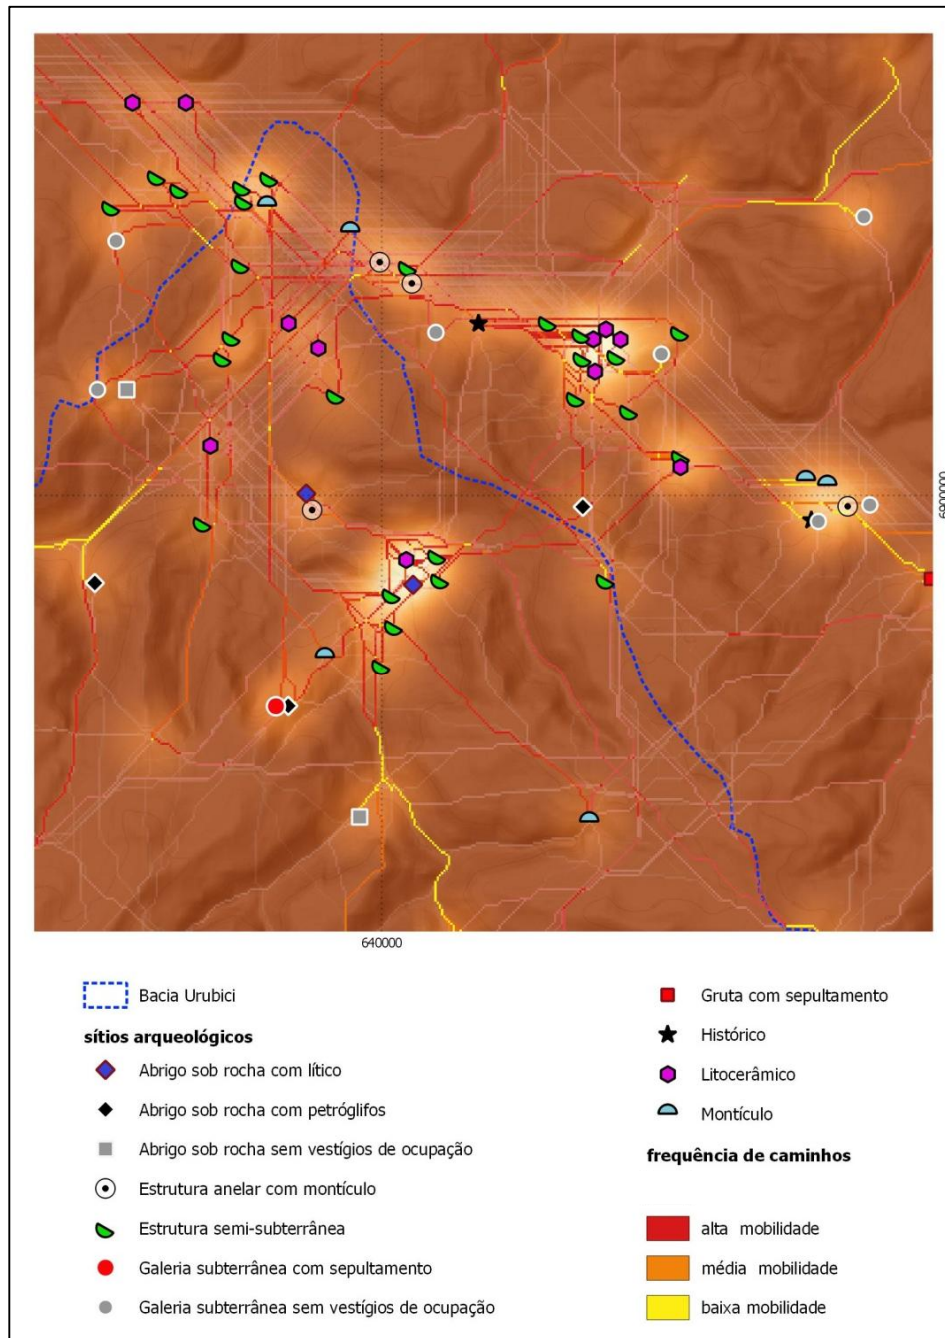 6900000
640000
Bacia Urubici
sítios arqueológicos
Abrigo sob rocha com lítico
Abrigo sob rocha com petróglifos
Abrigo sob rocha sem vestígios de ocupação
Estrutura anelar com montículo
Estrutura semi-subterrânea
Galeria subterrânea com sepultamento
Galeria subterrânea sem vestígios de ocupação
Gruta com sepultamento
Histórico
Litocerâmico
Montículo
frequência de caminhos
alta mobilidade
média mobilidade
baixa mobilidade